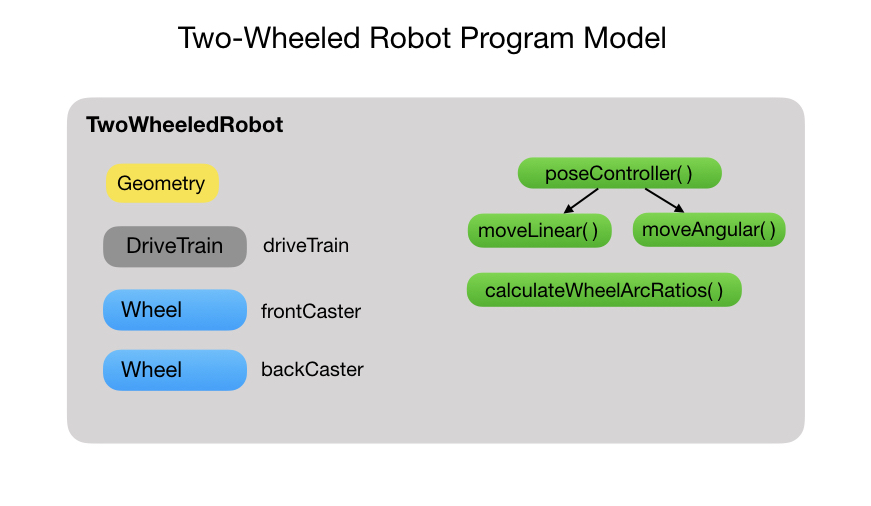 Two-Wheeled Robot Program Model
TwoWheeledRobot
Geometry
DriveTrain driveTrain
Wheel frontCaster
Wheel backCaster
poseController( )
moveLinear( ) moveAngular( )
calculateWheelArcRatios( )